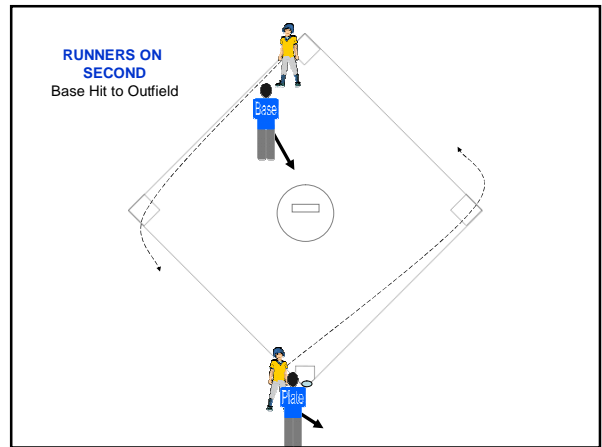 RUNNERS ON
SECOND
Base Hit to Outfield
Base
Plate